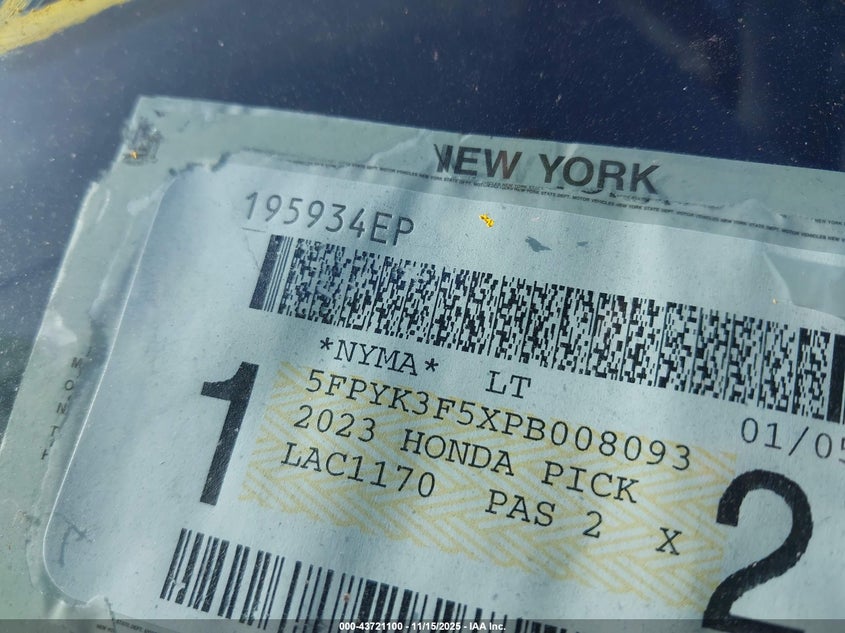 NEW YORK
195934EP
*NYMA* LT
5FPYK3F5XPB008093 01/05
2023 HONDA PICK
LAC1170 PAS 2 X
1 2
MONTH
000-43721100 - 11/15/2025 - IAA Inc.